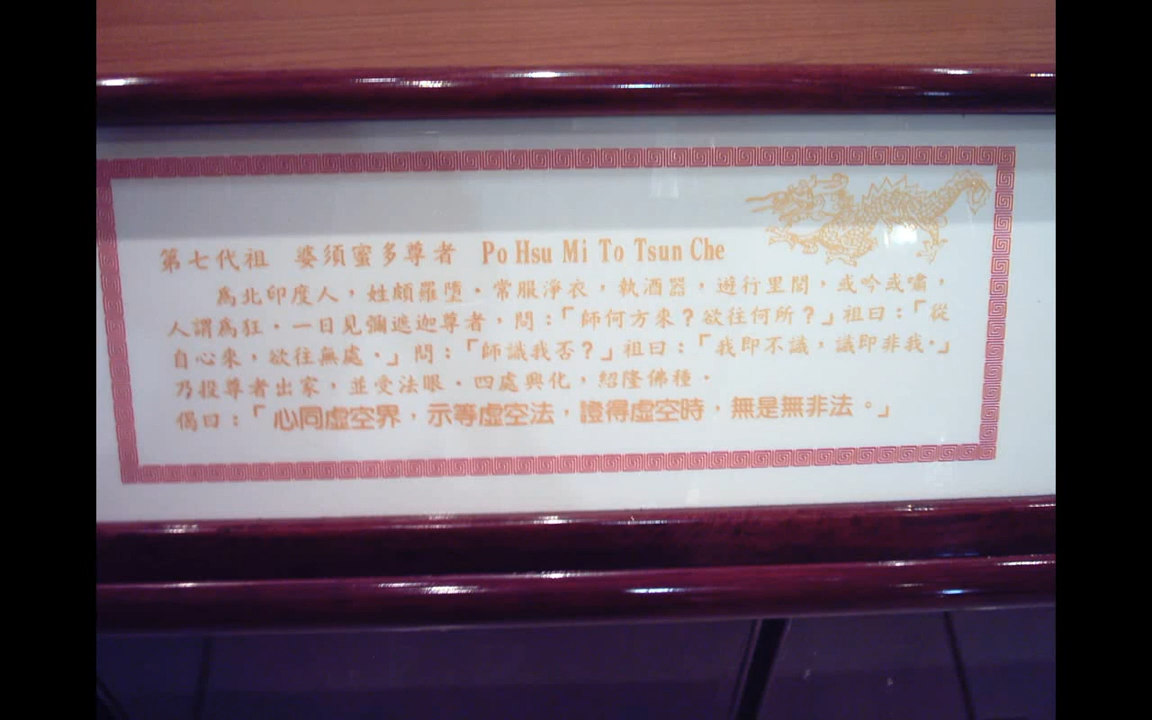 第七代祖 婆須蜜多尊者 Po Hsu Mi To Tsun Che
為北印度人，姓頗羅墮。常服淨衣，執酒器，遊行里閈，或吟或嘯，
人謂為狂。一日見彌遮迦尊者，問：「師何方來？欲往何所？」祖曰：「從
自心來，欲往無處。」問：「師識我否？」祖曰：「我即不識，識即非我。」
乃投尊者出家，並受法眼。四處興化，紹隆佛種。
偈曰：「心同虛空界，示等虛空法，證得虛空時，無是無非法。」